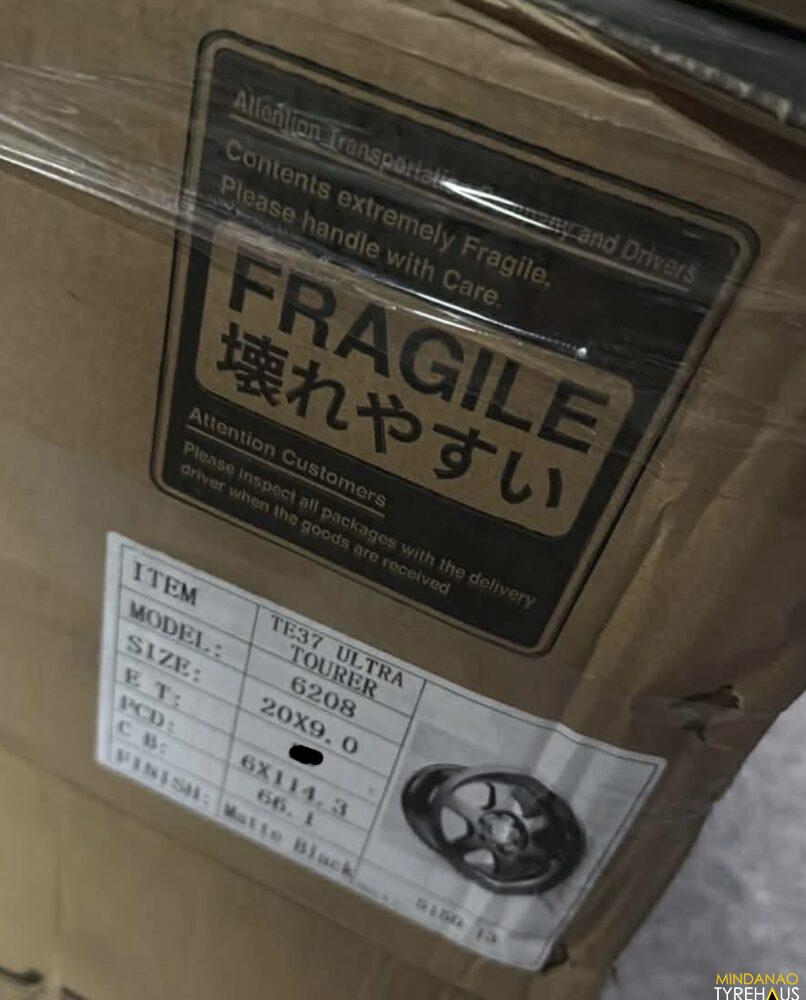 Attention Transportation Company and Drivers
Contents extremely Fragile,
Please handle with Care.
FRAGILE
壊れやすい
Attention Customers
Please inspect all packages with the delivery
driver when the goods are received
ITEM
TE37 ULTRA
TOURER
MODEL:
6208
SIZE:
20X9.0
E T:
PCD:
6X114.3
C B:
66.1
FINISH:
Matte Black
MINDANAO
TYREHAUS